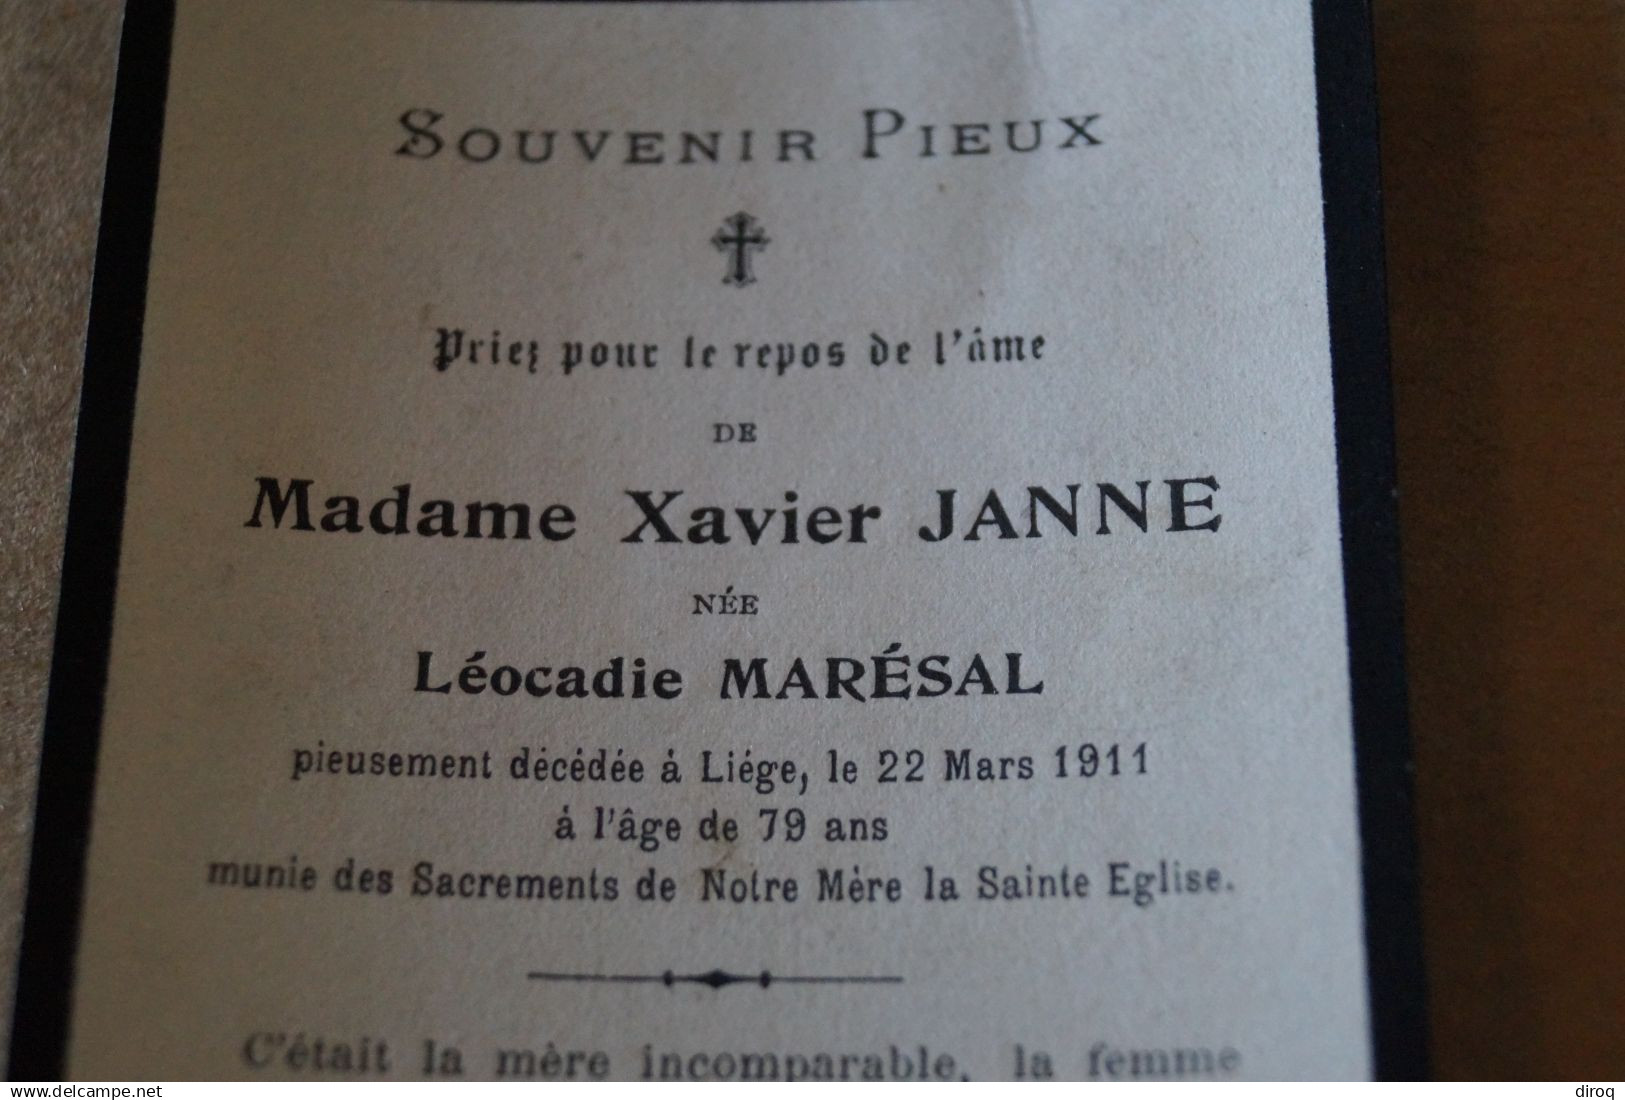 SOUVENIR PIEUX
Priez pour le repos de l'âme
DE
Madame Xavier JANNE
NÉE
Léocadie MARÉSAL
pieusement décédée à Liége, le 22 Mars 1911
á l'âge de 79 ans
munie des Sacrements de Notre Mère la Sainte Eglise.
C'était la mère incomparable, la femme
delcampe.net
diroq